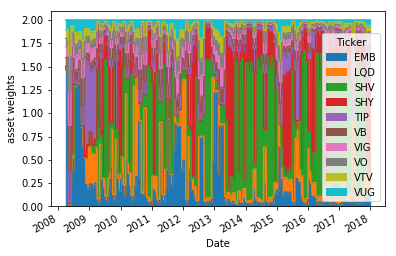 2.00
1.75
1.50
1.25
1.00
0.75
0.50
0.25
0.00
asset weights
Ticker
EMB
LQD
SHV
SHY
TIP
VB
VIG
VO
VTV
VUG
2008
2009
2010
2011
2012
2013
2014
2015
2016
2017
2018
Date